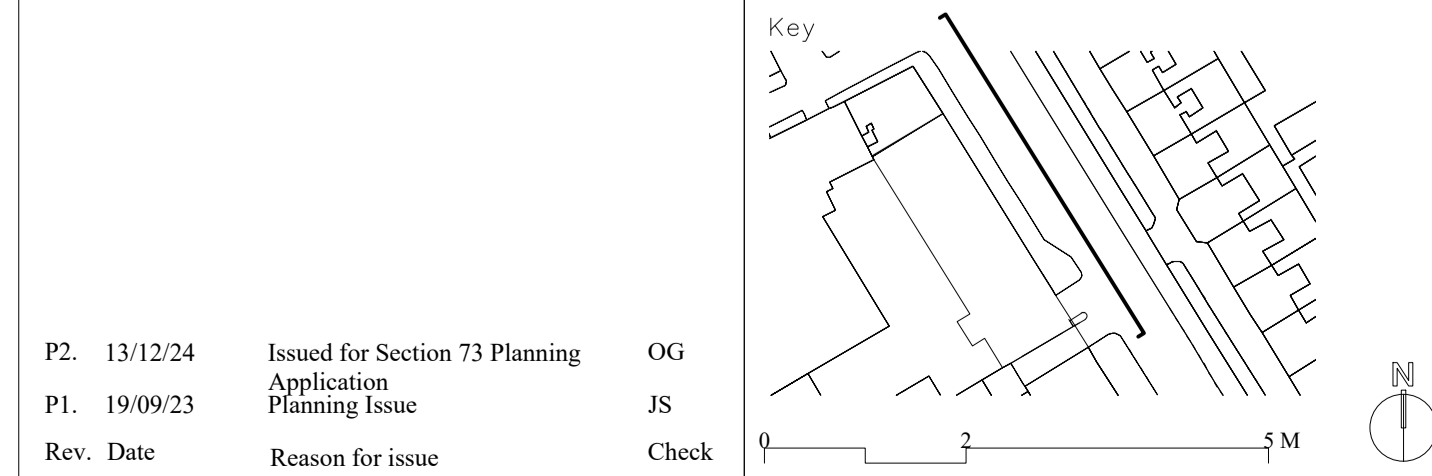 Key
P2. 13/12/24 Issued for Section 73 Planning OG
Application
P1. 19/09/23 Planning Issue JS
Rev. Date Reason for issue Check
0 2 5 M
N